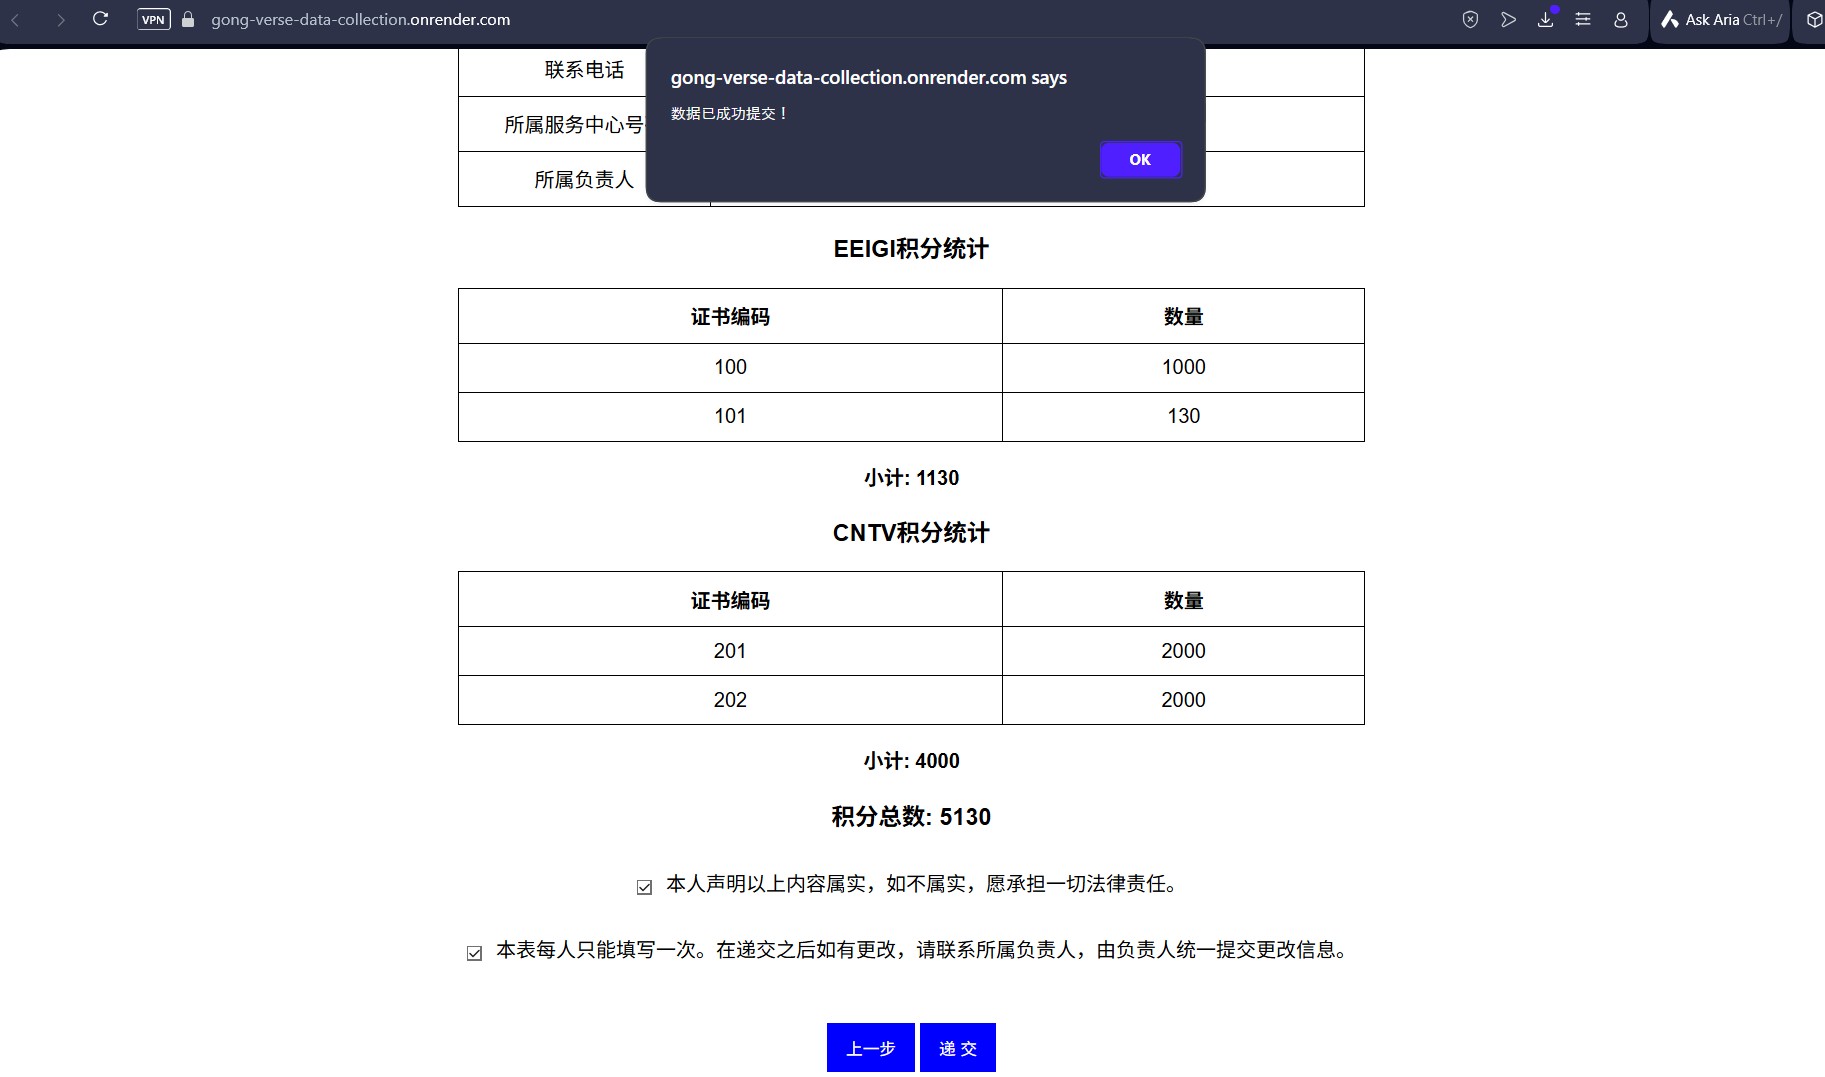 VPN gong-verse-data-collection.onrender.com Ask Aria Ctrl+/
gong-verse-data-collection.onrender.com says
数据已成功提交！
OK
联系电话
所属服务中心号
所属负责人
EEIGI积分统计
证书编码 数量
100 1000
101 130
小计: 1130
CNTV积分统计
证书编码 数量
201 2000
202 2000
小计: 4000
积分总数: 5130
本人声明以上内容属实，如不属实，愿承担一切法律责任。
本表每人只能填写一次。在递交之后如有更改，请联系所属负责人，由负责人统一提交更改信息。
上一步 递 交